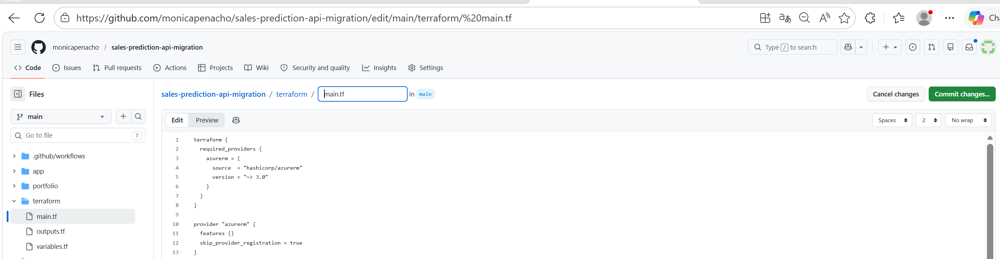 https://github.com/monicapenacho/sales-prediction-api-migration/edit/main/terraform/%20main.tf
monicapenacho / sales-prediction-api-migration
Type / to search
Code Issues Pull requests Actions Projects Wiki Security and quality Insights Settings
Files
sales-prediction-api-migration / terraform / main.tf in main
Cancel changes Commit changes...
main
Edit Preview
Spaces 2 No wrap
Go to file T
.github/workflows
app
portfolio
terraform
main.tf
outputs.tf
variables.tf
1 terraform {
2   required_providers {
3     azurerm = {
4       source  = "hashicorp/azurerm"
5       version = "~> 3.0"
6     }
7   }
8 }
9
10 provider "azurerm" {
11   features {}
12   skip_provider_registration = true
13 }